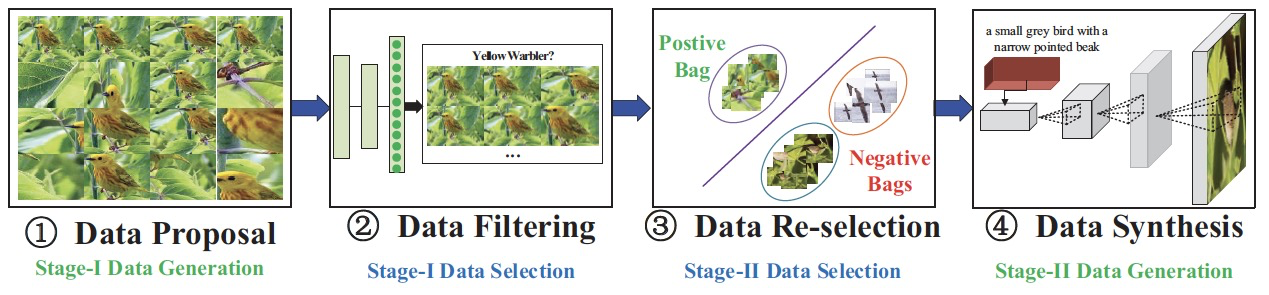 Yellow Warbler?
...
Postive
Bag
Negative
Bags
a small grey bird with a
narrow pointed beak
① Data Proposal
Stage-I Data Generation
② Data Filtering
Stage-I Data Selection
③ Data Re-selection
Stage-II Data Selection
④ Data Synthesis
Stage-II Data Generation